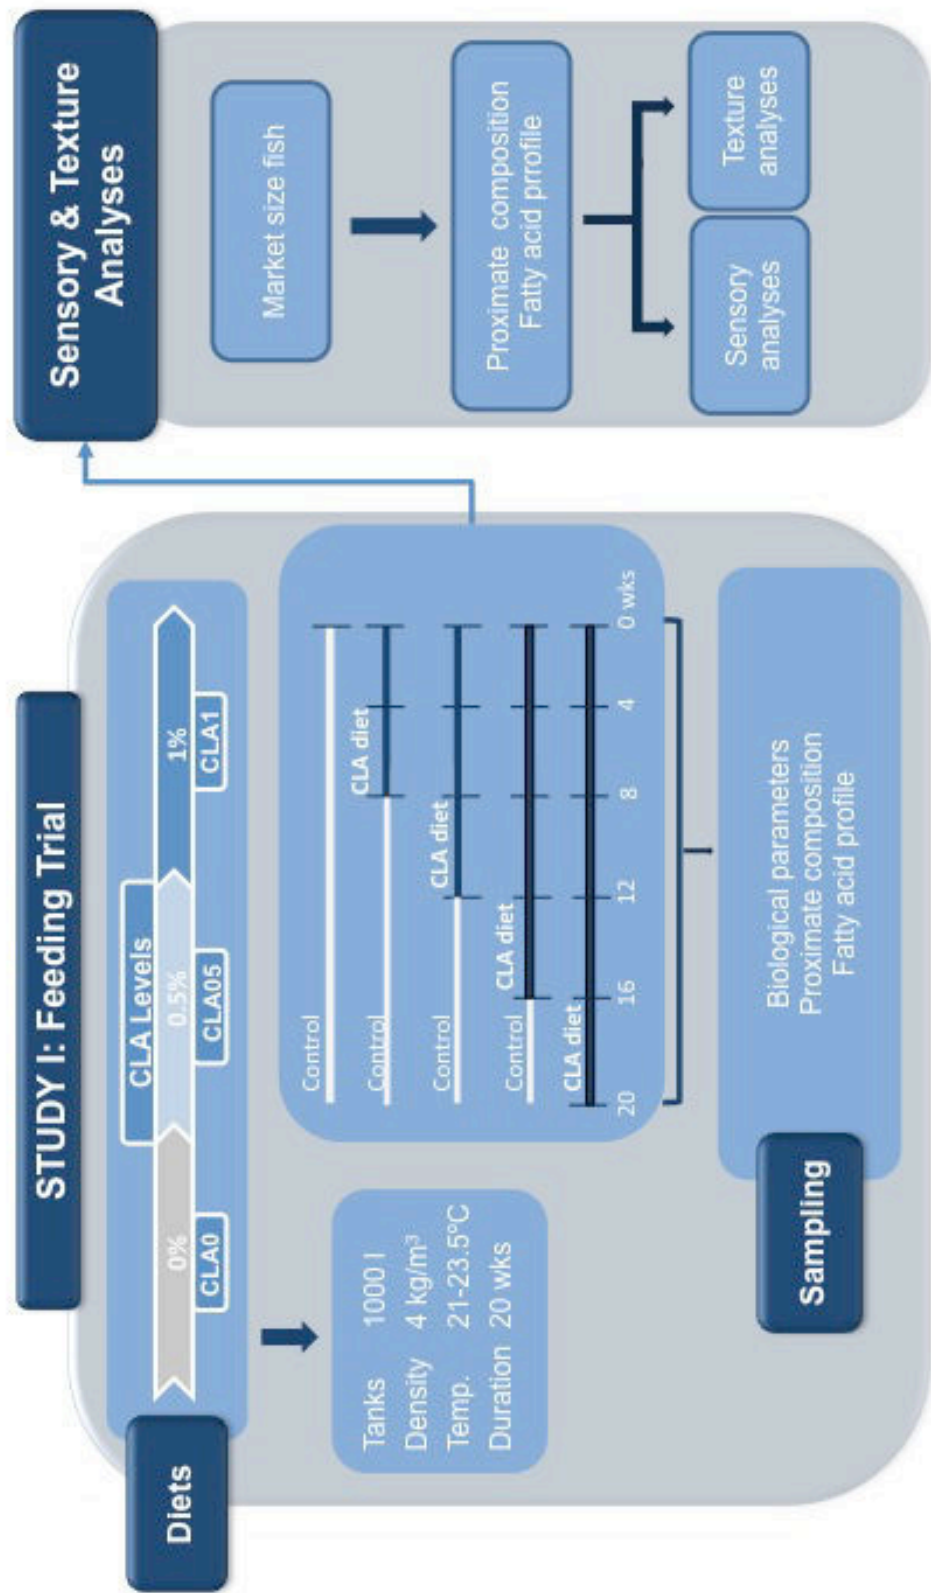 STUDY I: Feeding Trial
Diets
CLA Levels
0%
0.5%
1%
CLA0
CLA05
CLA1
Tanks 1000 l
Density 4 kg/m³
Temp. 21-23.5ºC
Duration 20 wks
Control
Control
CLA diet
Control
CLA diet
Control
CLA diet
CLA diet
20
16
12
8
4
0 wks
Sampling
Biological parameters
Proximate composition
Fatty acid profile
Sensory & Texture
Analyses
Market size fish
Proximate composition
Fatty acid prrofile
Sensory
analyses
Texture
analyses